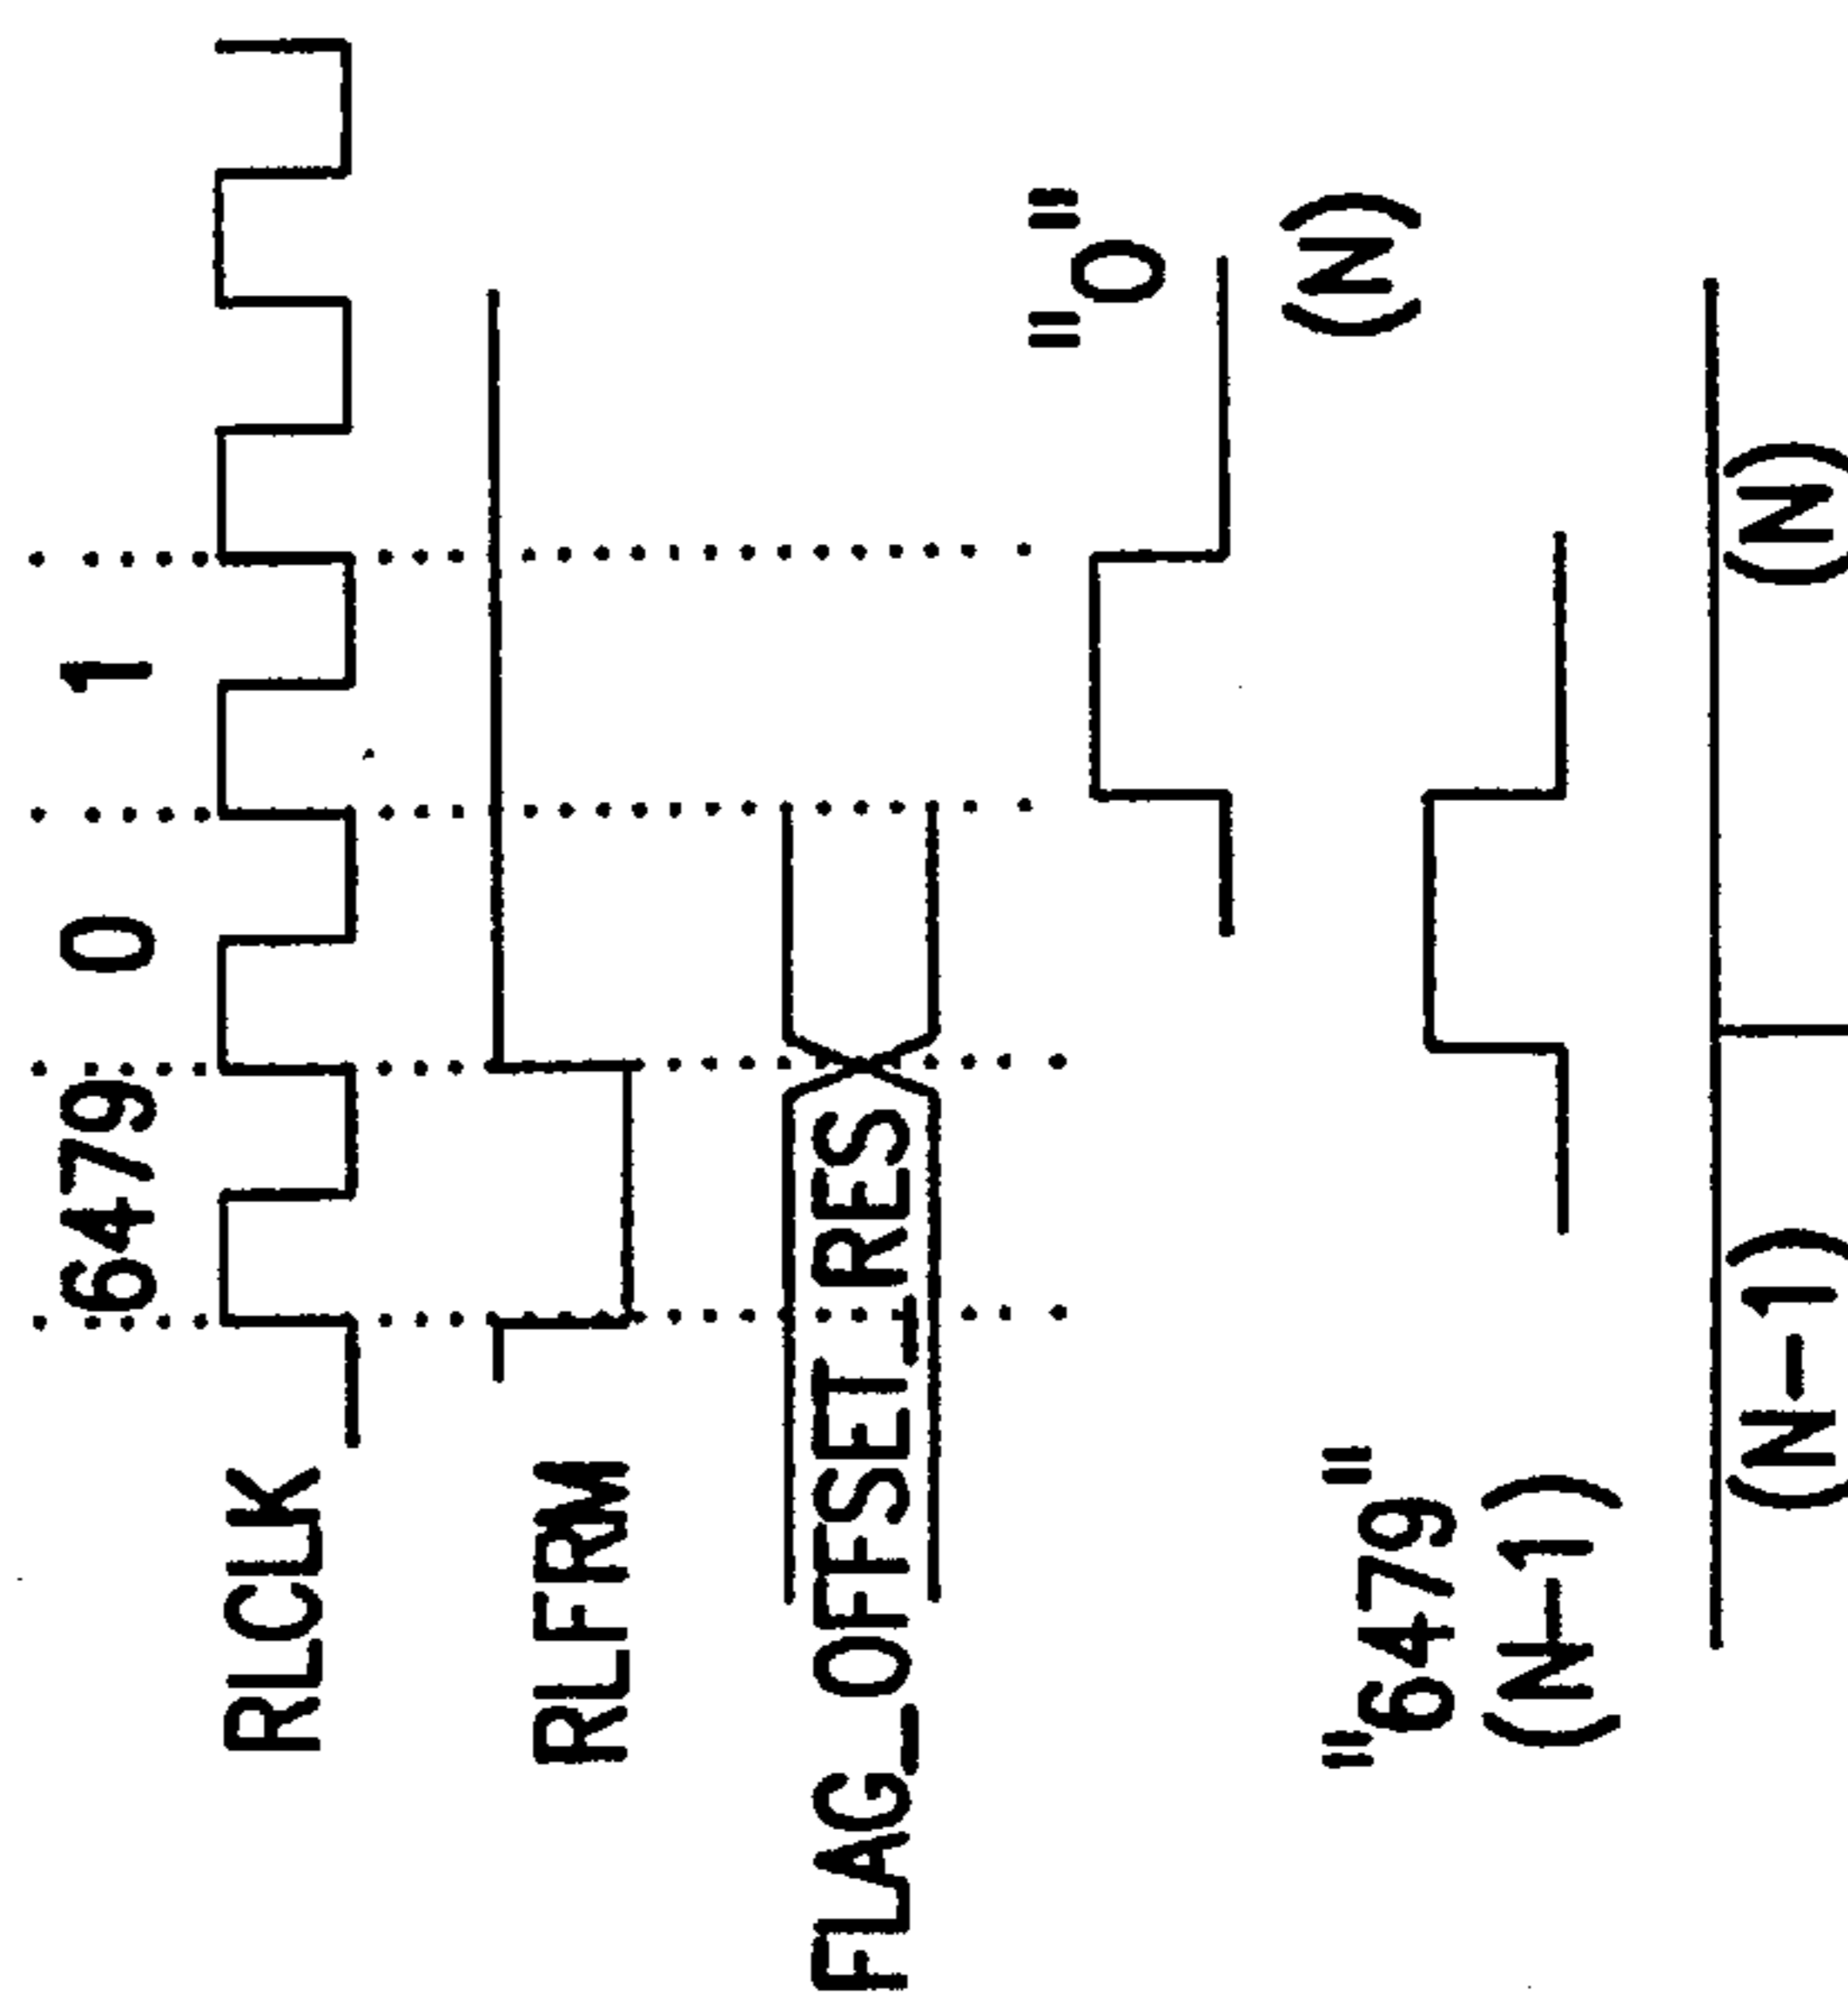 6479 0 1
RLCLK
RLFRM
FLAG_OFFSET_RES
"0"
(N)
"6479"
(N-1)
(N-1) (N)